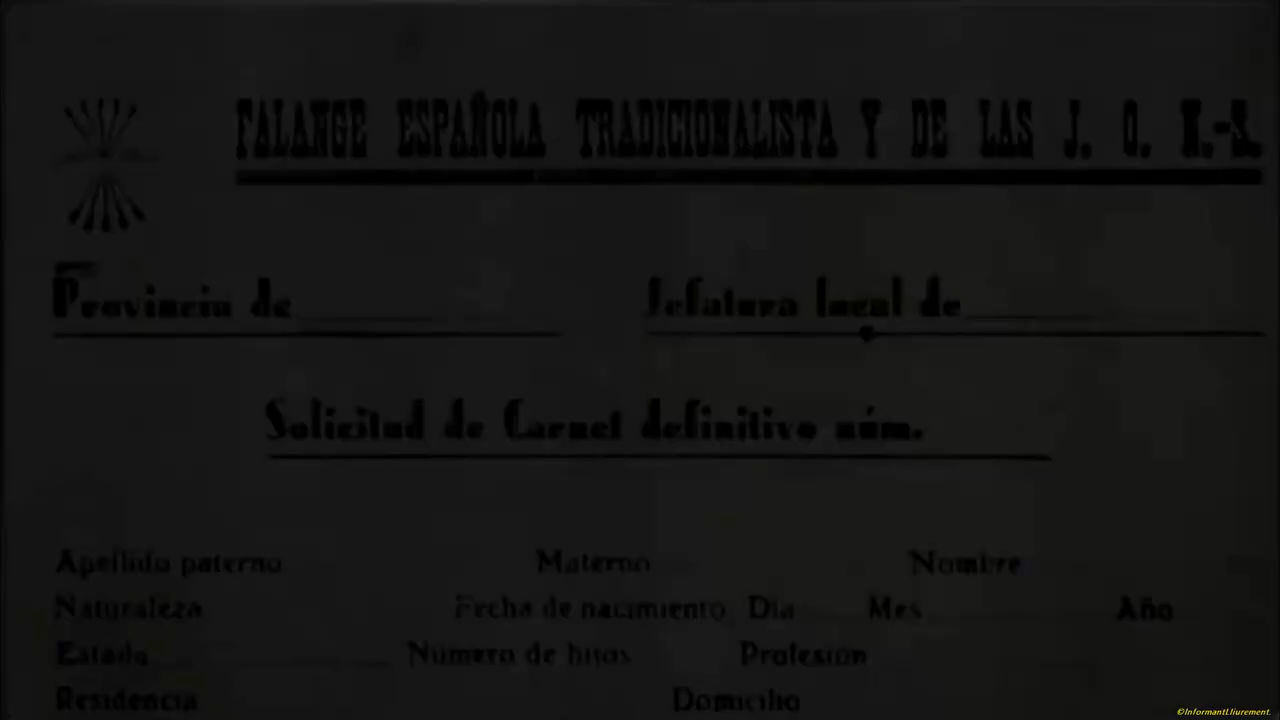 FALANGE ESPAÑOLA TRADICIONALISTA Y DE LAS J. O. N.-S.
Provincia de
Jefatura local de
Solicitud de Carnet definitivo núm.
Apellido paterno Materno Nombre
Naturaleza Fecha de nacimiento Día Mes Año
Estado Número de hijos Profesión
Residencia Domicilio
©InformantLliurement.